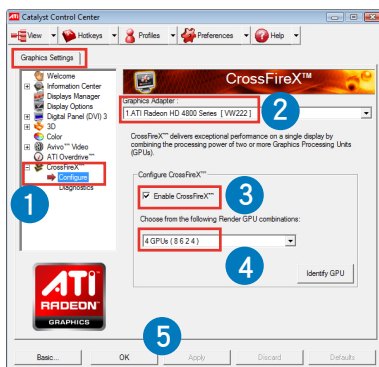 Catalyst Control Center
View Hotkeys Profiles Preferences Help
Graphics Settings
Welcome
Information Center
Displays Manager
Display Options
Digital Panel (DVI) 3
3D
Color
Avivo™ Video
ATI Overdrive™
CrossFireX™
Configure
Diagnostics
1
CrossFireX™
Graphics Adapter :
1.ATI Radeon HD 4800 Series [ VW222 ]
2
CrossFireX™ delivers exceptional performance on a single display by
combining the processing power of two or more Graphics Processing Units
(GPUs).
Configure CrossFireX™
Enable CrossFireX™
3
Choose from the following Render GPU combinations:
4 GPUs ( 8 6 2 4 )
4
Identify GPU
ATI
RADEON
GRAPHICS
5
Basic... OK Apply Discard Defaults